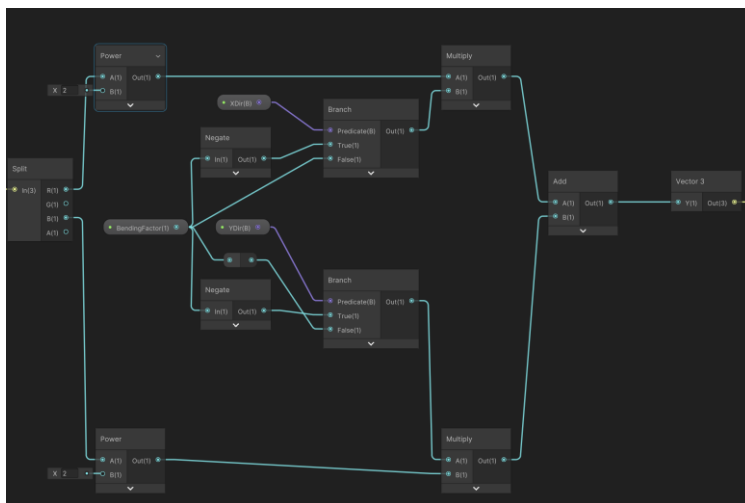 Power
A(1) Out(1)
X 2
B(1)
Multiply
A(1) Out(1)
B(1)
XDir(B)
Branch
Predicate(B) Out(1)
True(1)
False(1)
Negate
In(1) Out(1)
Split
In(3) R(1)
G(1)
B(1)
A(1)
Add
A(1) Out(1)
B(1)
Vector 3
Y(1) Out(3)
BendingFactor(1)
YDir(B)
Branch
Predicate(B) Out(1)
True(1)
False(1)
Negate
In(1) Out(1)
Power
A(1) Out(1)
X 2
B(1)
Multiply
A(1) Out(1)
B(1)